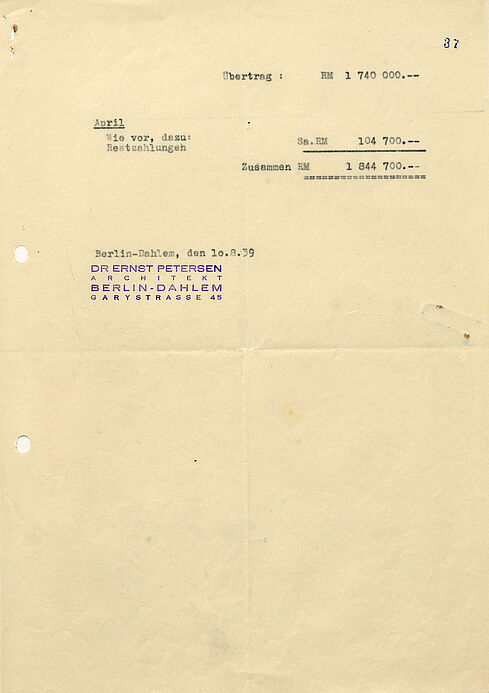 37
Übertrag : RM 1 740 000.--
April
Wie vor, dazu:
Restzahlungen Sa.RM 104 700.--
Zusammen RM 1 844 700.--
Berlin-Dahlem, den 1o.8.39
DR ERNST PETERSEN
ARCHITEKT
BERLIN-DAHLEM
GARYSTRASSE 45